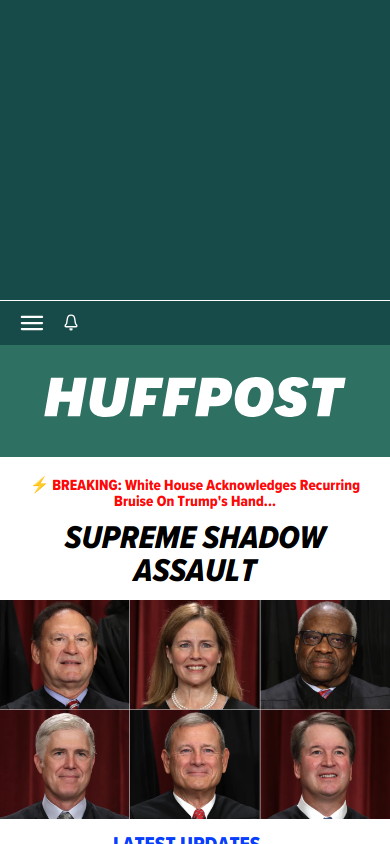 HUFFPOST
⚡ BREAKING: White House Acknowledges Recurring
Bruise On Trump's Hand...
SUPREME SHADOW
ASSAULT
LATEST UPDATES